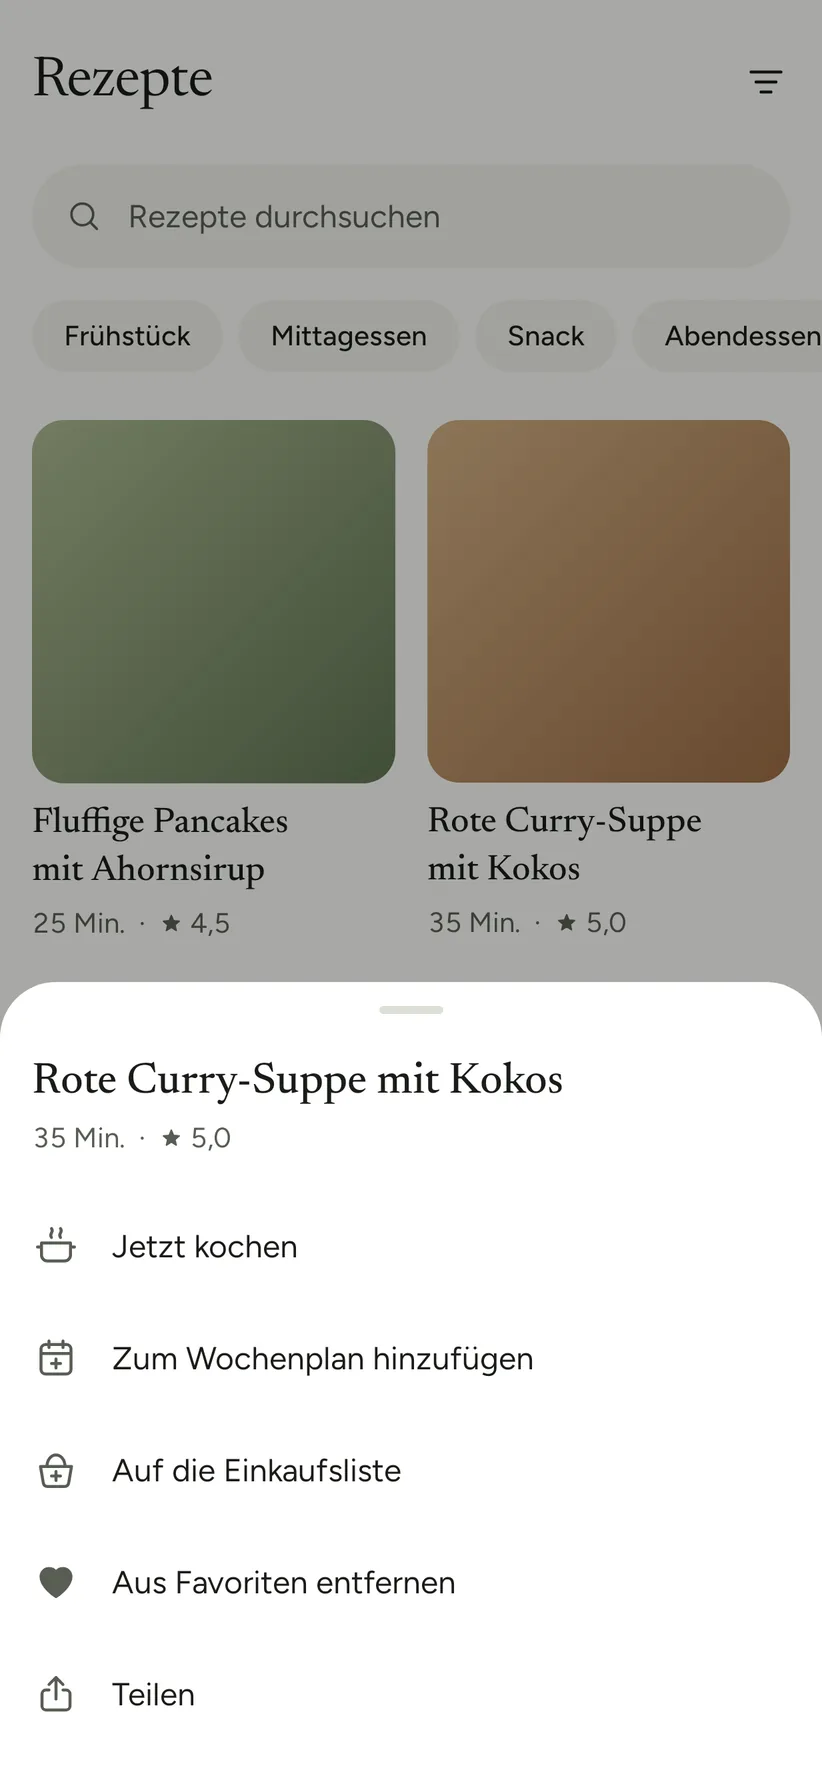 Rezepte
Rezepte durchsuchen
Frühstück
Mittagessen
Snack
Abendessen
Fluffige Pancakes
mit Ahornsirup
25 Min. · ★ 4,5
Rote Curry-Suppe
mit Kokos
35 Min. · ★ 5,0
Rote Curry-Suppe mit Kokos
35 Min. · ★ 5,0
Jetzt kochen
Zum Wochenplan hinzufügen
Auf die Einkaufsliste
Aus Favoriten entfernen
Teilen